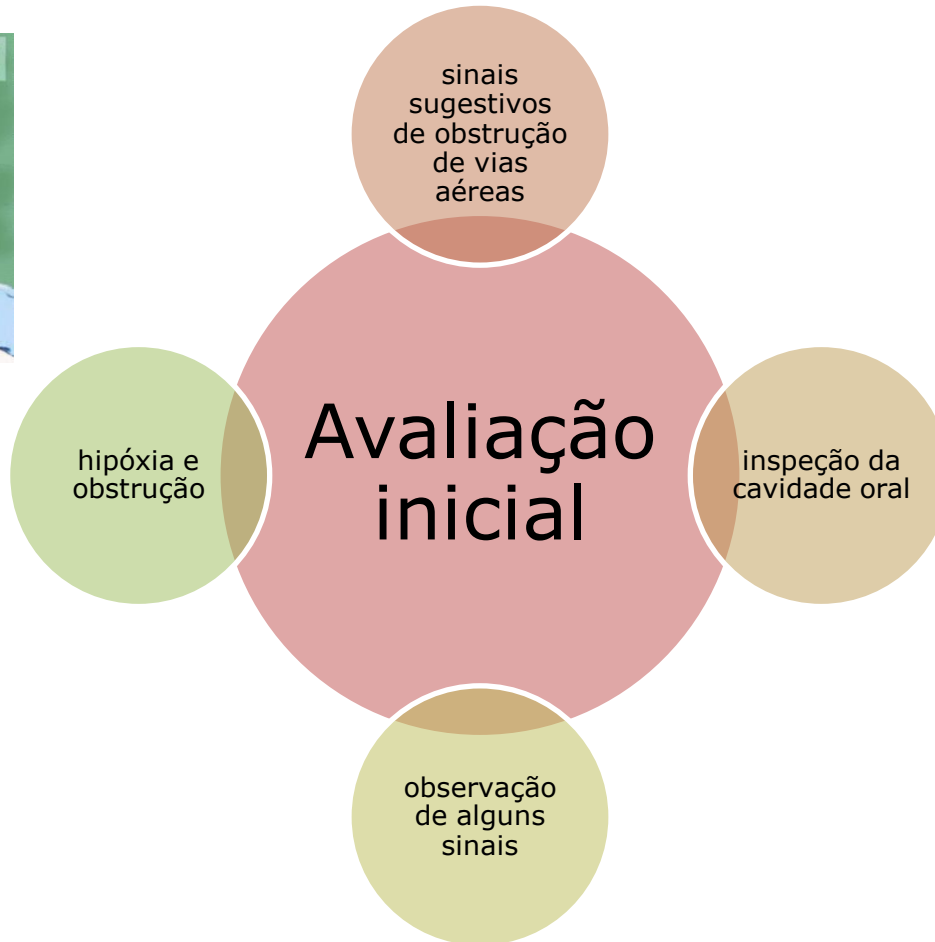 sinais
sugestivos
de obstrução
de vias
aéreas
hipóxia e
obstrução
Avaliação
inicial
inspeção da
cavidade oral
observação
de alguns
sinais